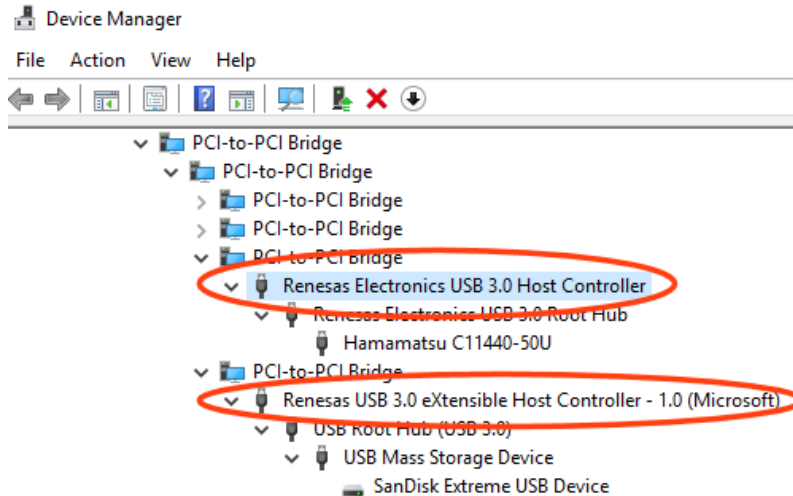 Device Manager
File Action View Help
PCI-to-PCI Bridge
PCI-to-PCI Bridge
PCI-to-PCI Bridge
PCI-to-PCI Bridge
PCI-to-PCI Bridge
Renesas Electronics USB 3.0 Host Controller
Renesas Electronics USB 3.0 Root Hub
Hamamatsu C11440-50U
PCI-to-PCI Bridge
Renesas USB 3.0 eXtensible Host Controller - 1.0 (Microsoft)
USB Root Hub (USB 3.0)
USB Mass Storage Device
SanDisk Extreme USB Device